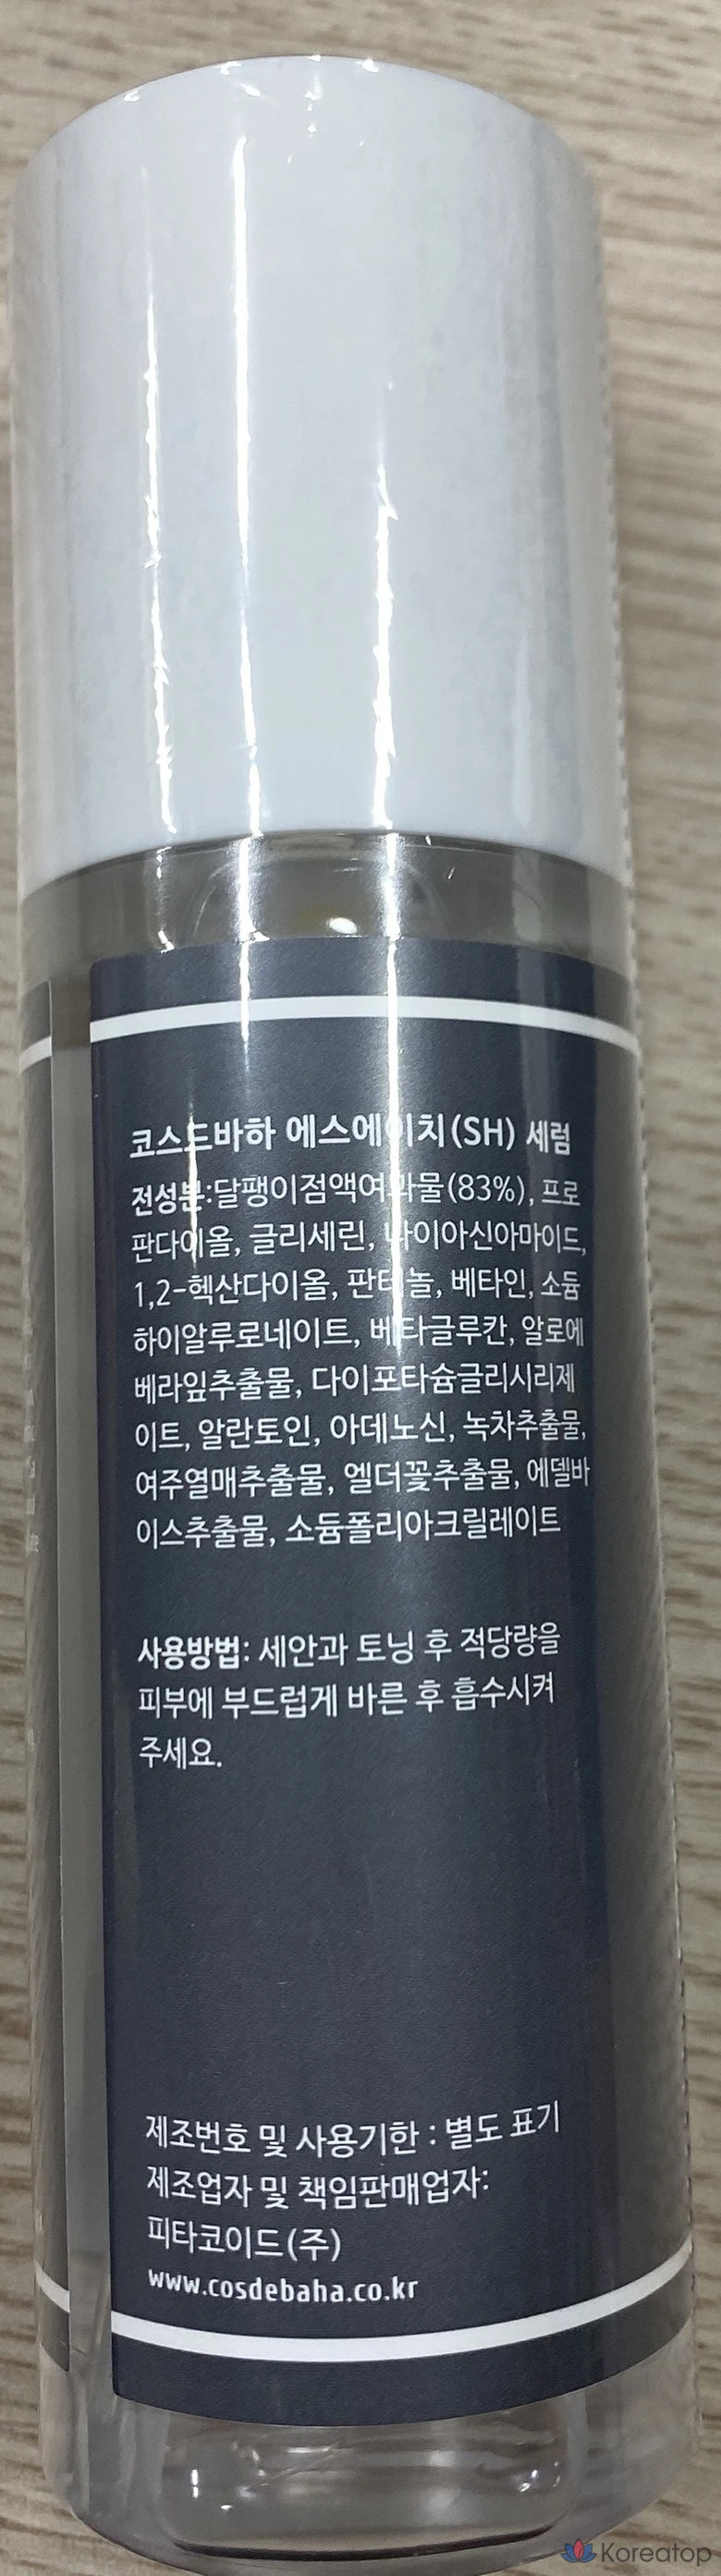 코스드바하 에스에이치(SH) 세럼
전성분:달팽이점액여과물(83%), 프로
판다이올, 글리세린, 나이아신아마이드,
1,2-헥산다이올, 판테놀, 베타인, 소듐
하이알루로네이트, 베타글루칸, 알로에
베라잎추출물, 다이포타슘글리시리제
이트, 알란토인, 아데노신, 녹차추출물,
여주열매추출물, 엘더꽃추출물, 에델바
이스추출물, 소듐폴리아크릴레이트
사용방법: 세안과 토닝 후 적당량을
피부에 부드럽게 바른 후 흡수시켜
주세요.
제조번호 및 사용기한 : 별도 표기
제조업자 및 책임판매업자:
피타코이드(주)
www.cosdebaha.co.kr
Koreatop